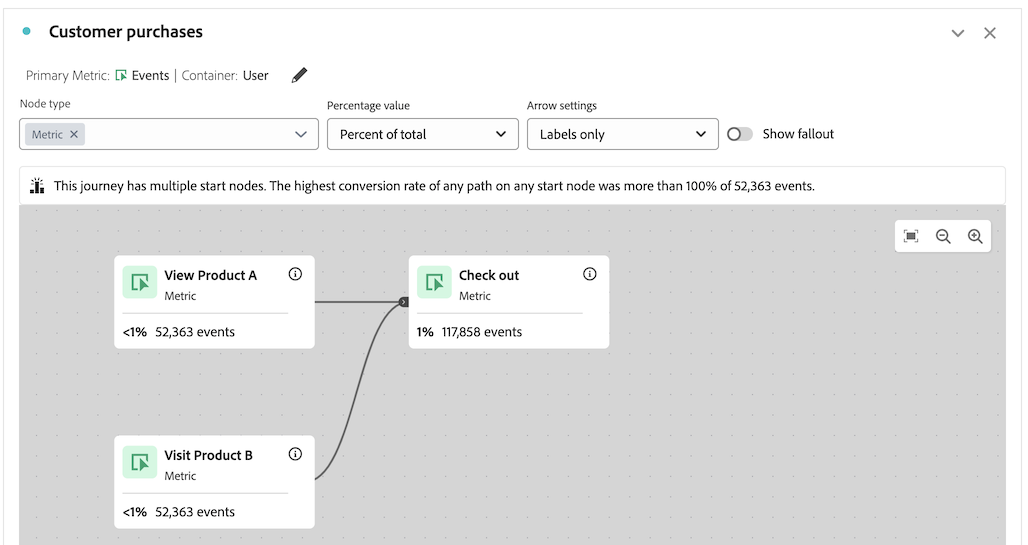 Customer purchases
Primary Metric: Events | Container: User
Node type
Percentage value
Arrow settings
Metric
Percent of total
Labels only
Show fallout
This journey has multiple start nodes. The highest conversion rate of any path on any start node was more than 100% of 52,363 events.
View Product A
Metric
<1% 52,363 events
Check out
Metric
1% 117,858 events
Visit Product B
Metric
<1% 52,363 events